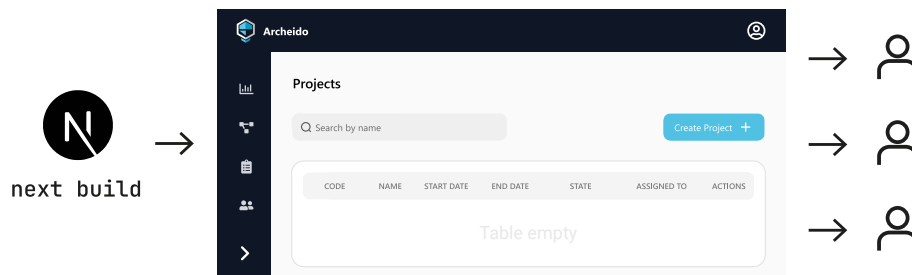 Archeido
Projects
Search by name
Create Project +
CODE NAME START DATE END DATE STATE ASSIGNED TO ACTIONS
Table empty
N
next build